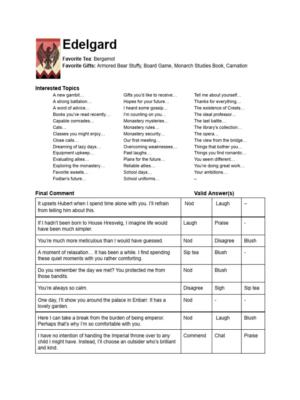 Edelgard
Favorite Tea: Bergamot
Favorite Gifts: Armored Bear Stuffy, Board Game, Monarch Studies Book, Carnation
Interested Topics
A new gambit… Gifts you'd like to receive… Tell me about yourself…
A strong battalion… Hopes for your future… Thanks for everything…
A word of advice… I heard some gossip… The existence of Crests…
Books you've read recently… I'm counting on you… The ideal professor…
Capable comrades… Monastery mysteries… The last battle…
Cats… Monastery rules… The library's collection…
Classes you might enjoy… Monastery security… The opera…
Close calls… Our first meeting… The view from the bridge…
Dreaming of lazy days… Overcoming weaknesses… Things that bother you…
Equipment upkeep… Past laughs… Things you find romantic…
Evaluating allies… Plans for the future… You seem different…
Exploring the monastery… Reliable allies… You're doing great work…
Favorite sweets… School days… Your ambitions…
Fódlan's future… School uniforms… –
Final Comment Valid Answer(s)
It upsets Hubert when I spend time alone with you. I'll refrain Nod Laugh –
from telling him about this.
If I hadn't been born to House Hresvelg, I imagine life would Laugh Praise -
have been much simpler.
You're much more meticulous than I would have guessed. Nod Disagree Blush
A moment of relaxation… It has been a while. I find spending Sip tea Blush -
these quiet moments with you rather comforting.
Do you remember the day we met? You protected me from Nod Blush
those bandits.
You're always so calm. Disagree Sigh Sip tea
One day, I'll show you around the palace in Enbarr. It has a Nod - -
lovely garden.
Here I can take a break from the burden of being emperor. Nod Laugh Blush
Perhaps that's why I'm so comfortable with you.
I have no intention of handing the Imperial throne over to any Commend Chat Praise
child I might have. Instead, I'll choose an outsider who's brilliant
and kind.